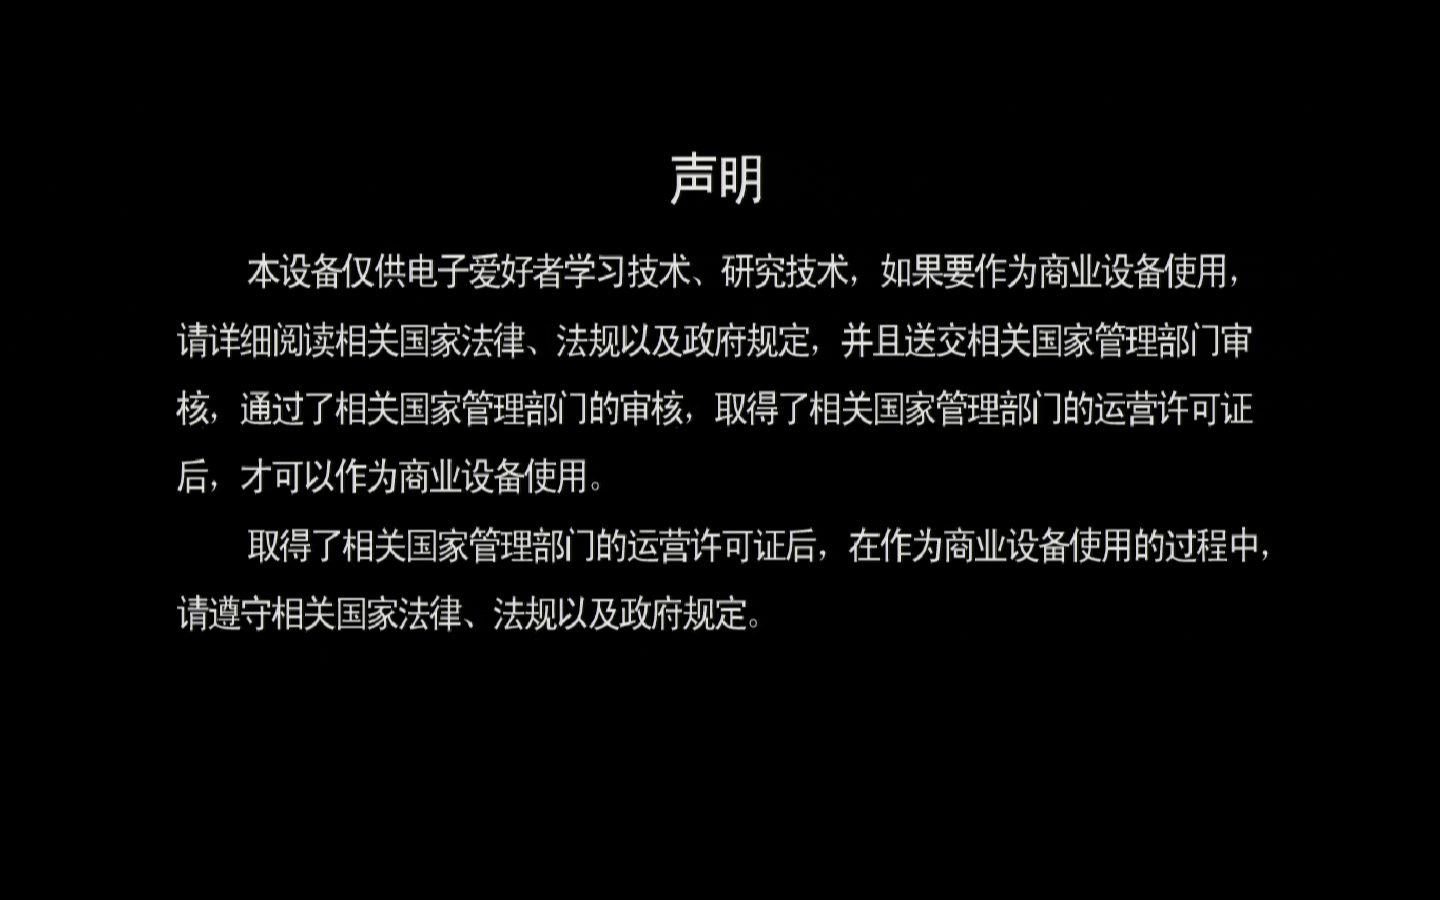 声明
本设备仅供电子爱好者学习技术、研究技术，如果要作为商业设备使用，
请详细阅读相关国家法律、法规以及政府规定，并且送交相关国家管理部门审
核，通过了相关国家管理部门的审核，取得了相关国家管理部门的运营许可证
后，才可以作为商业设备使用。
取得了相关国家管理部门的运营许可证后，在作为商业设备使用的过程中，
请遵守相关国家法律、法规以及政府规定。